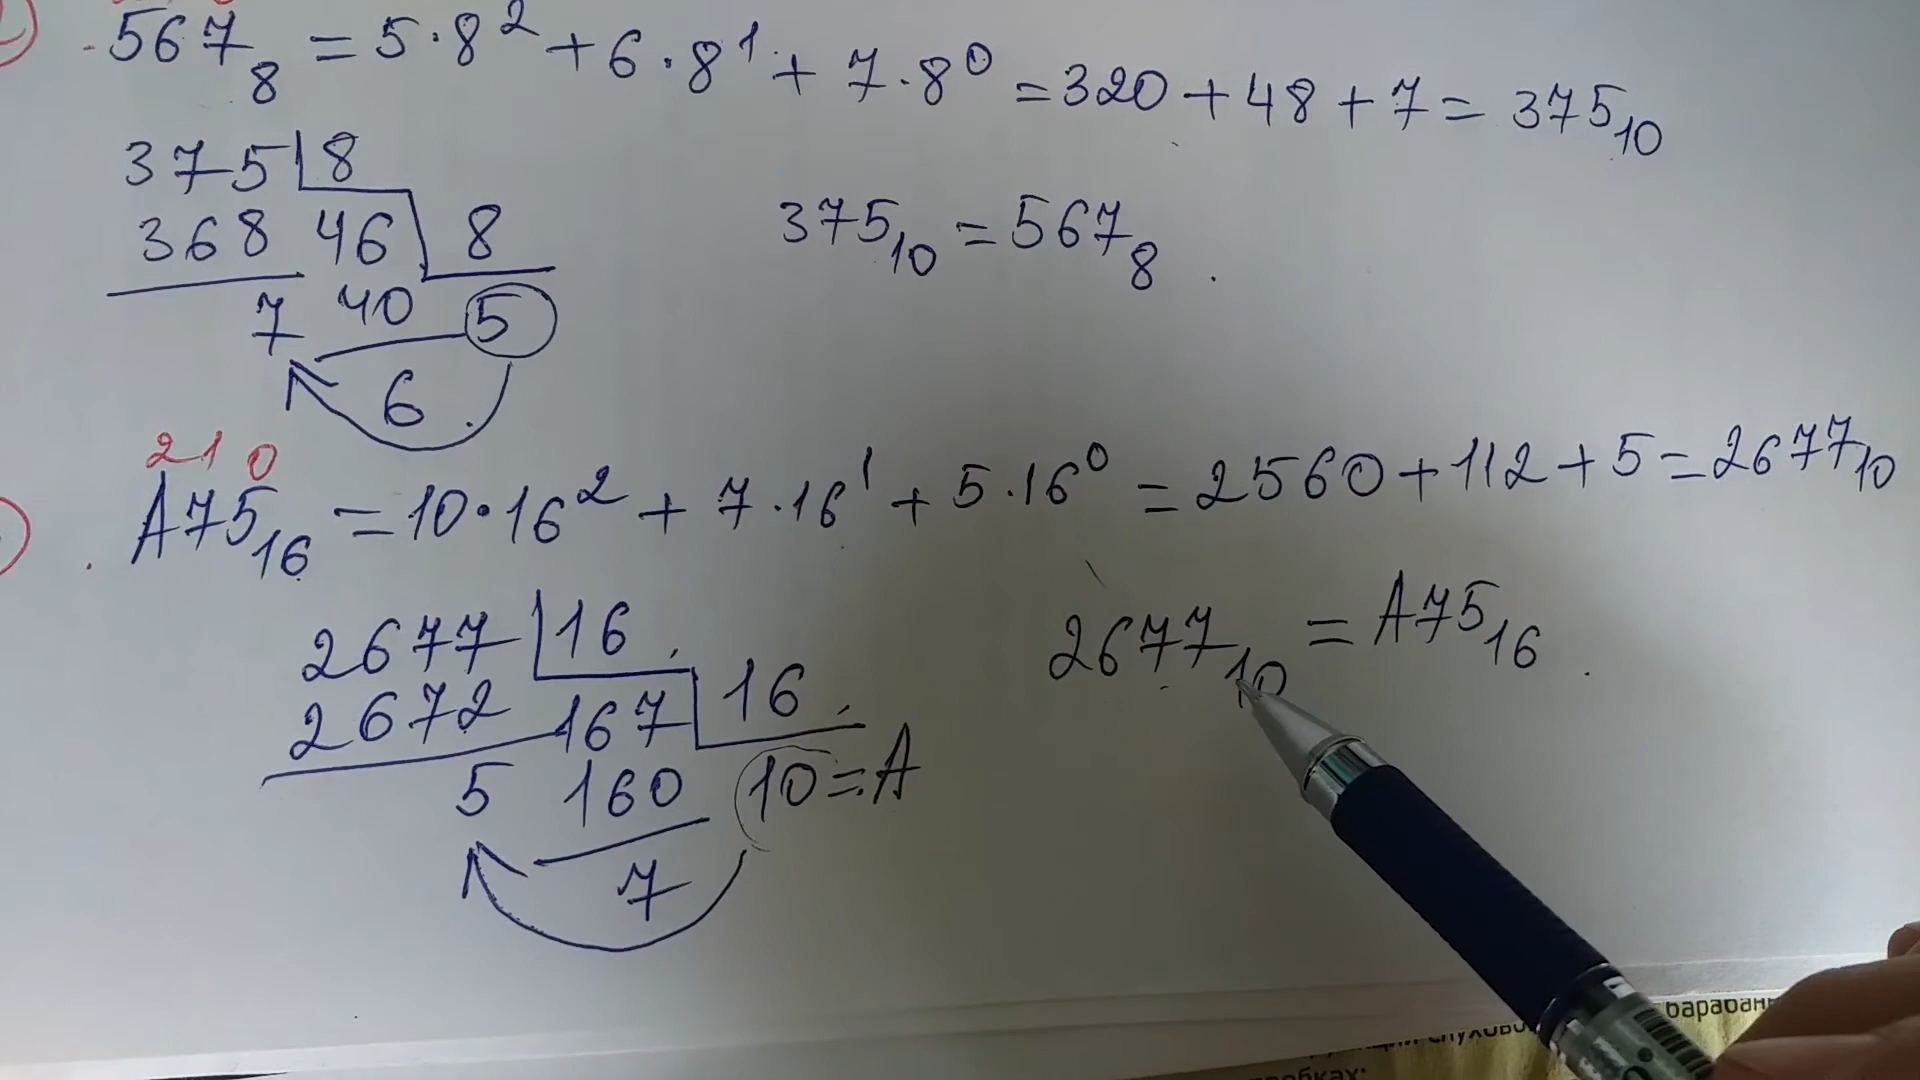 567₈ = 5·8² + 6·8¹ + 7·8⁰ = 320 + 48 + 7 = 375₁₀
375 8
368 46 8
7 40 5
6
375₁₀ = 567₈
2 1 0
A75₁₆ = 10·16² + 7·16¹ + 5·16⁰ = 2560 + 112 + 5 = 2677₁₀
2677 16
2672 167 16
5 160 10 = A
7
2677₁₀ = A75₁₆